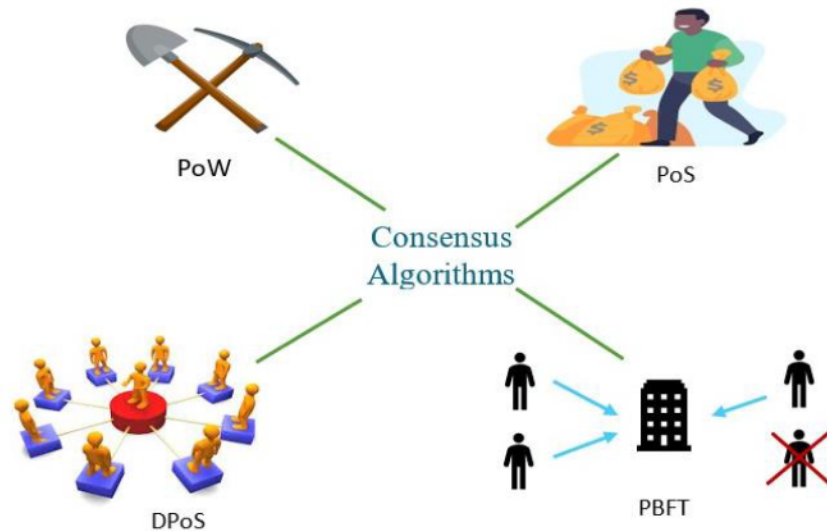 PoW
PoS
Consensus
Algorithms
DPoS
PBFT
$
$
$